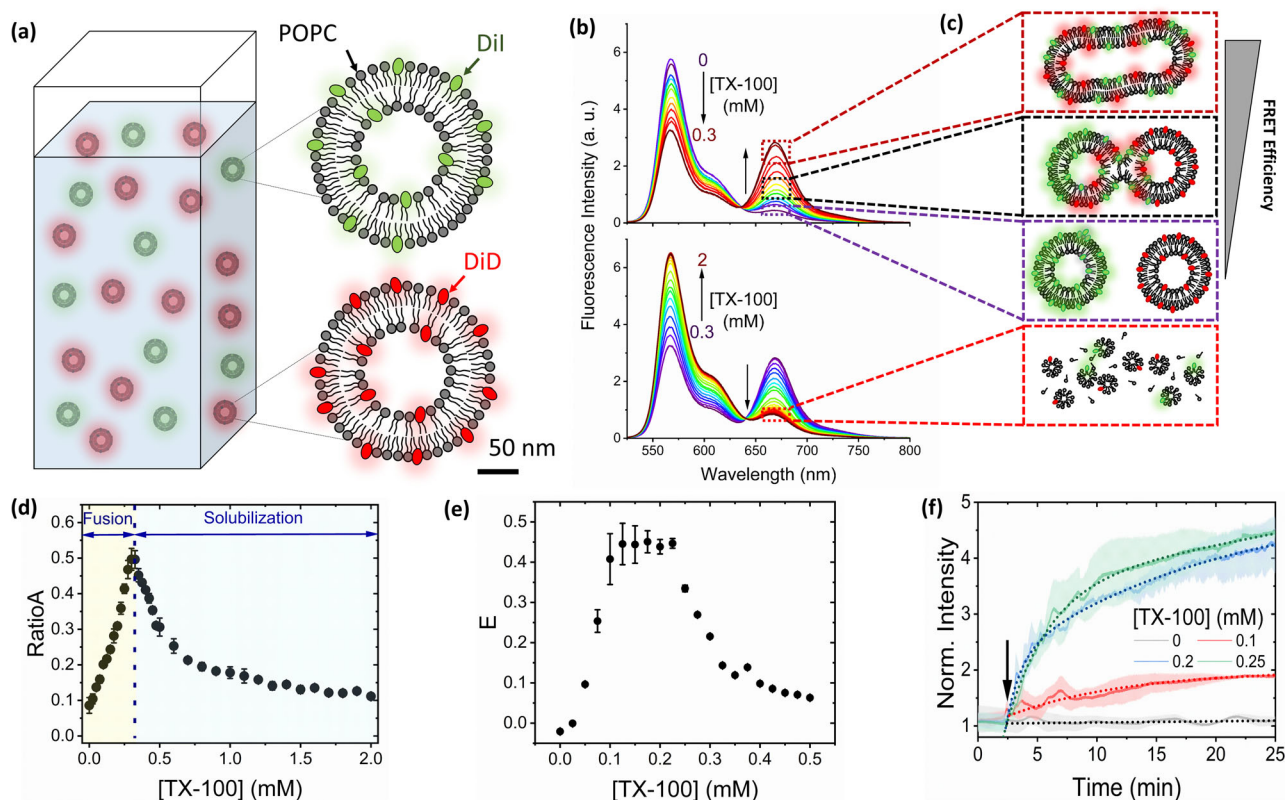 (a)
POPC
DiI
DiD
50 nm
(b)
Fluorescence Intensity (a. u.)
6
4
2
0
0
[TX-100]
(mM)
0.3
6
4
2
0
2
[TX-100]
(mM)
0.3
550 600 650 700 750 800
Wavelength (nm)
(c)
FRET Efficiency
(d)
Fusion
Solubilization
RatioA
0.6
0.5
0.4
0.3
0.2
0.1
0.0
0.0 0.5 1.0 1.5 2.0
[TX-100] (mM)
(e)
E
0.5
0.4
0.3
0.2
0.1
0.0
0.0 0.1 0.2 0.3 0.4 0.5
[TX-100] (mM)
(f)
Norm. Intensity
5
4
3
2
1
[TX-100] (mM)
0 0.1
0.2 0.25
0 5 10 15 20 25
Time (min)